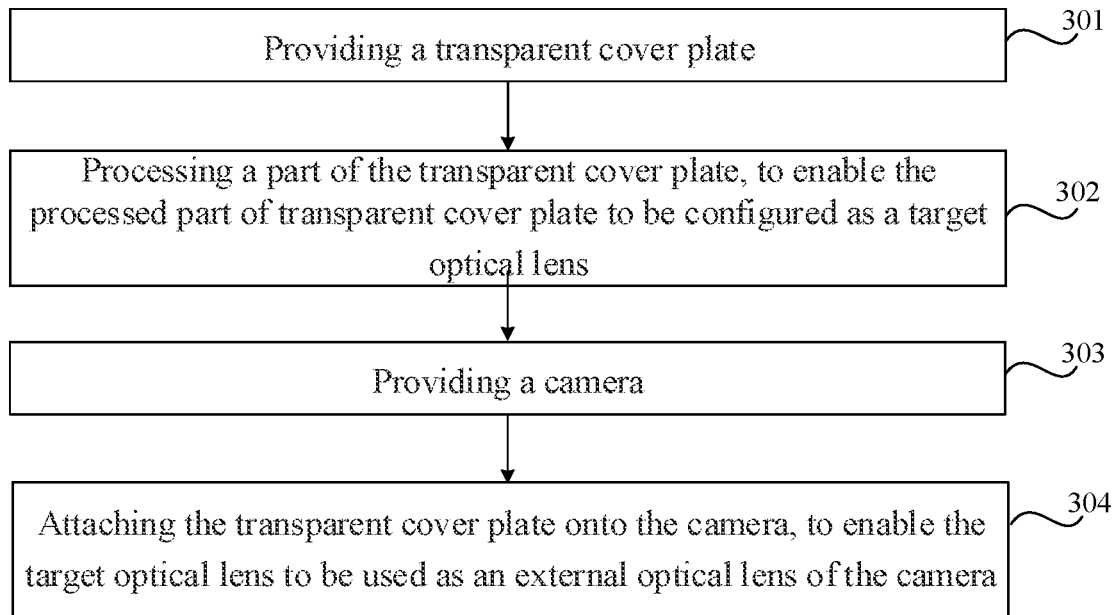 Providing a transparent cover plate
301
Processing a part of the transparent cover plate, to enable the
processed part of transparent cover plate to be configured as a target
optical lens
302
Providing a camera
303
Attaching the transparent cover plate onto the camera, to enable the
target optical lens to be used as an external optical lens of the camera
304